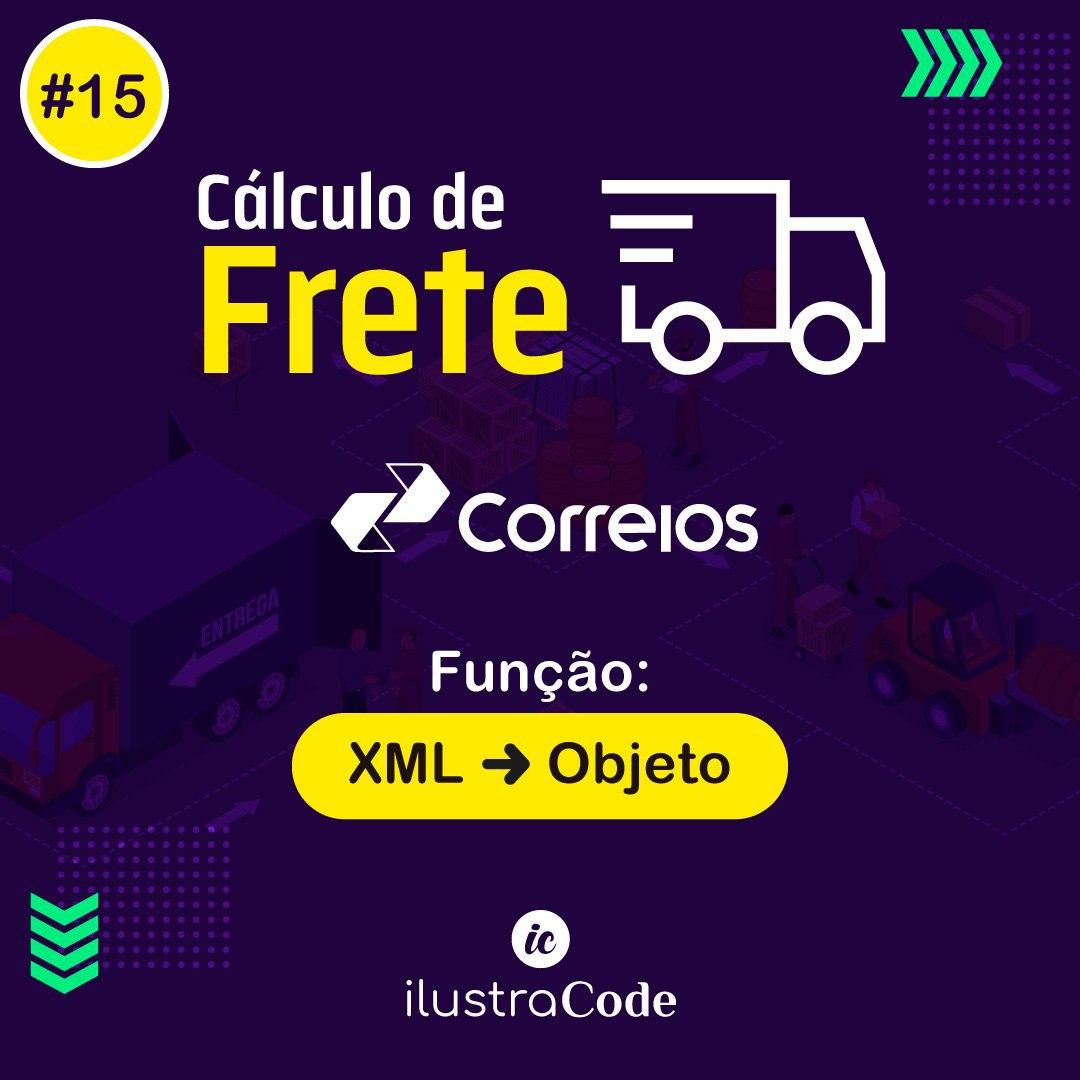 #15
Cálculo de
Frete
Correios
ENTREGA
Função:
XML ➔ Objeto
ic
ilustraCode